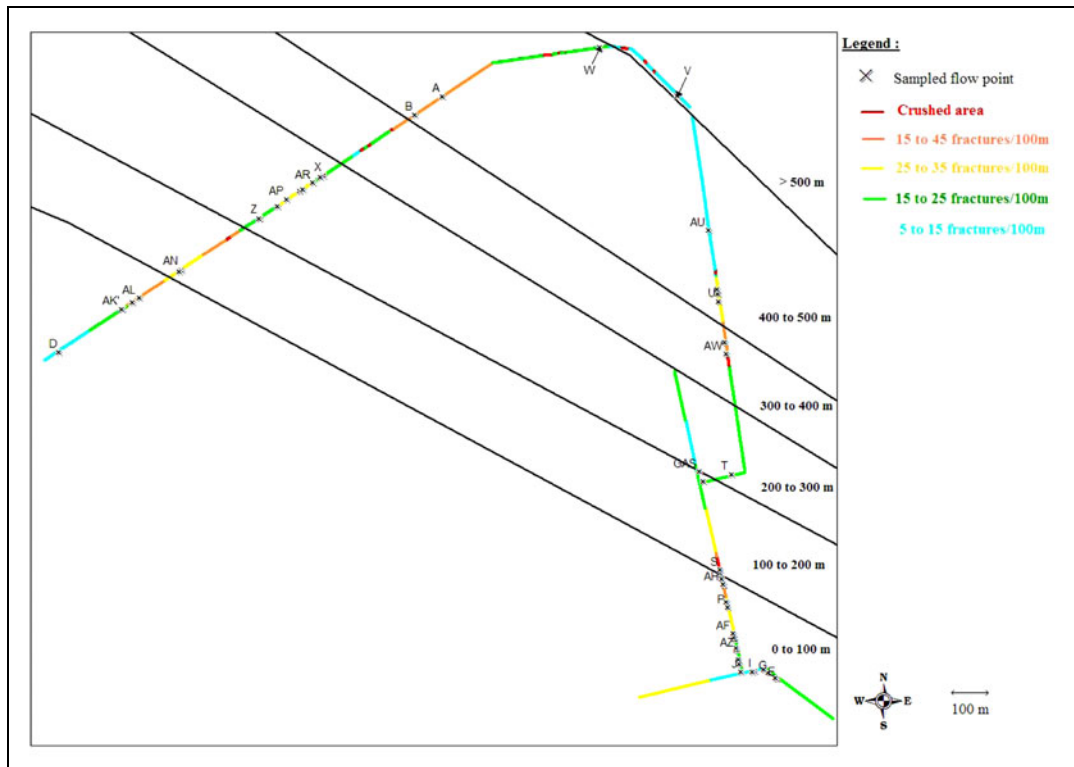 Legend :
Sampled flow point
Crushed area
15 to 45 fractures/100m
25 to 35 fractures/100m
15 to 25 fractures/100m
5 to 15 fractures/100m
W
V
A
B
X
AR
AP
Z
AN
AL
AK'
D
> 500 m
AU
U
400 to 500 m
AW
300 to 400 m
GAS
T
200 to 300 m
100 to 200 m
S
AH
R
AF
AZ
0 to 100 m
J
I
G
E
N
W
E
S
100 m